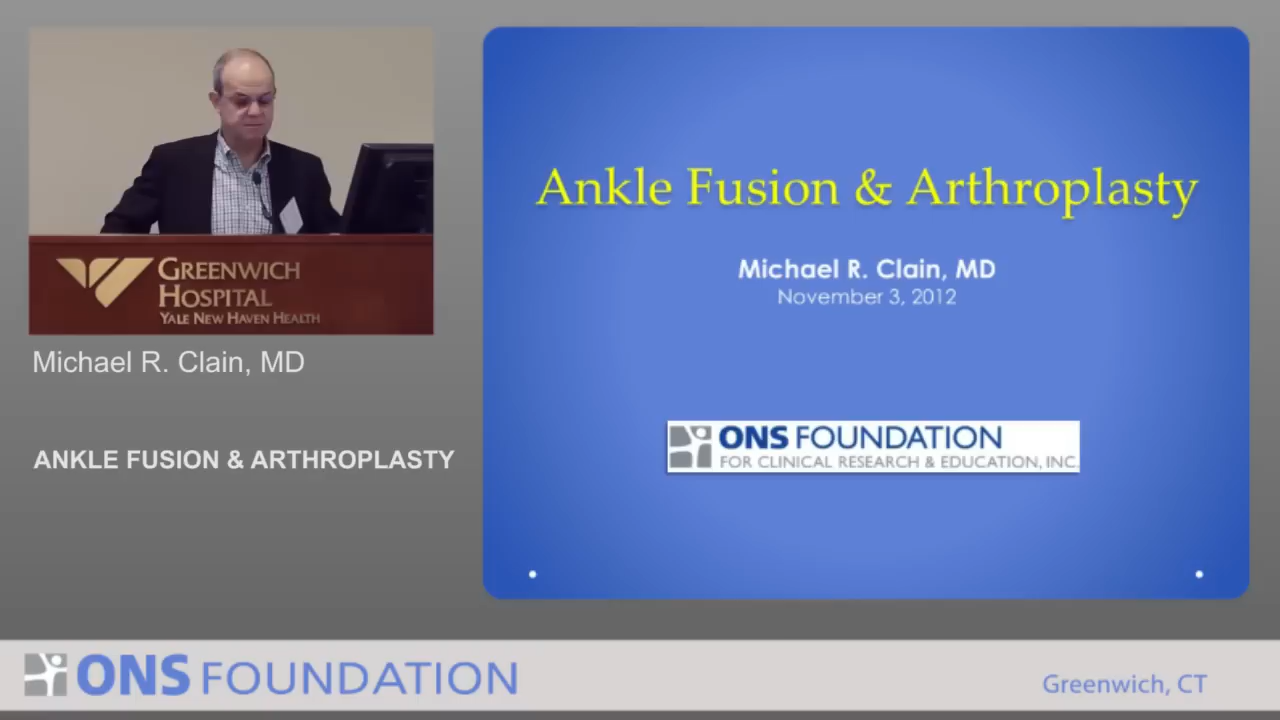 GREENWICH
HOSPITAL
YALE NEW HAVEN HEALTH
Michael R. Clain, MD
ANKLE FUSION & ARTHROPLASTY
Ankle Fusion & Arthroplasty
Michael R. Clain, MD
November 3, 2012
ONS FOUNDATION
FOR CLINICAL RESEARCH & EDUCATION, INC.
ONS FOUNDATION
Greenwich, CT